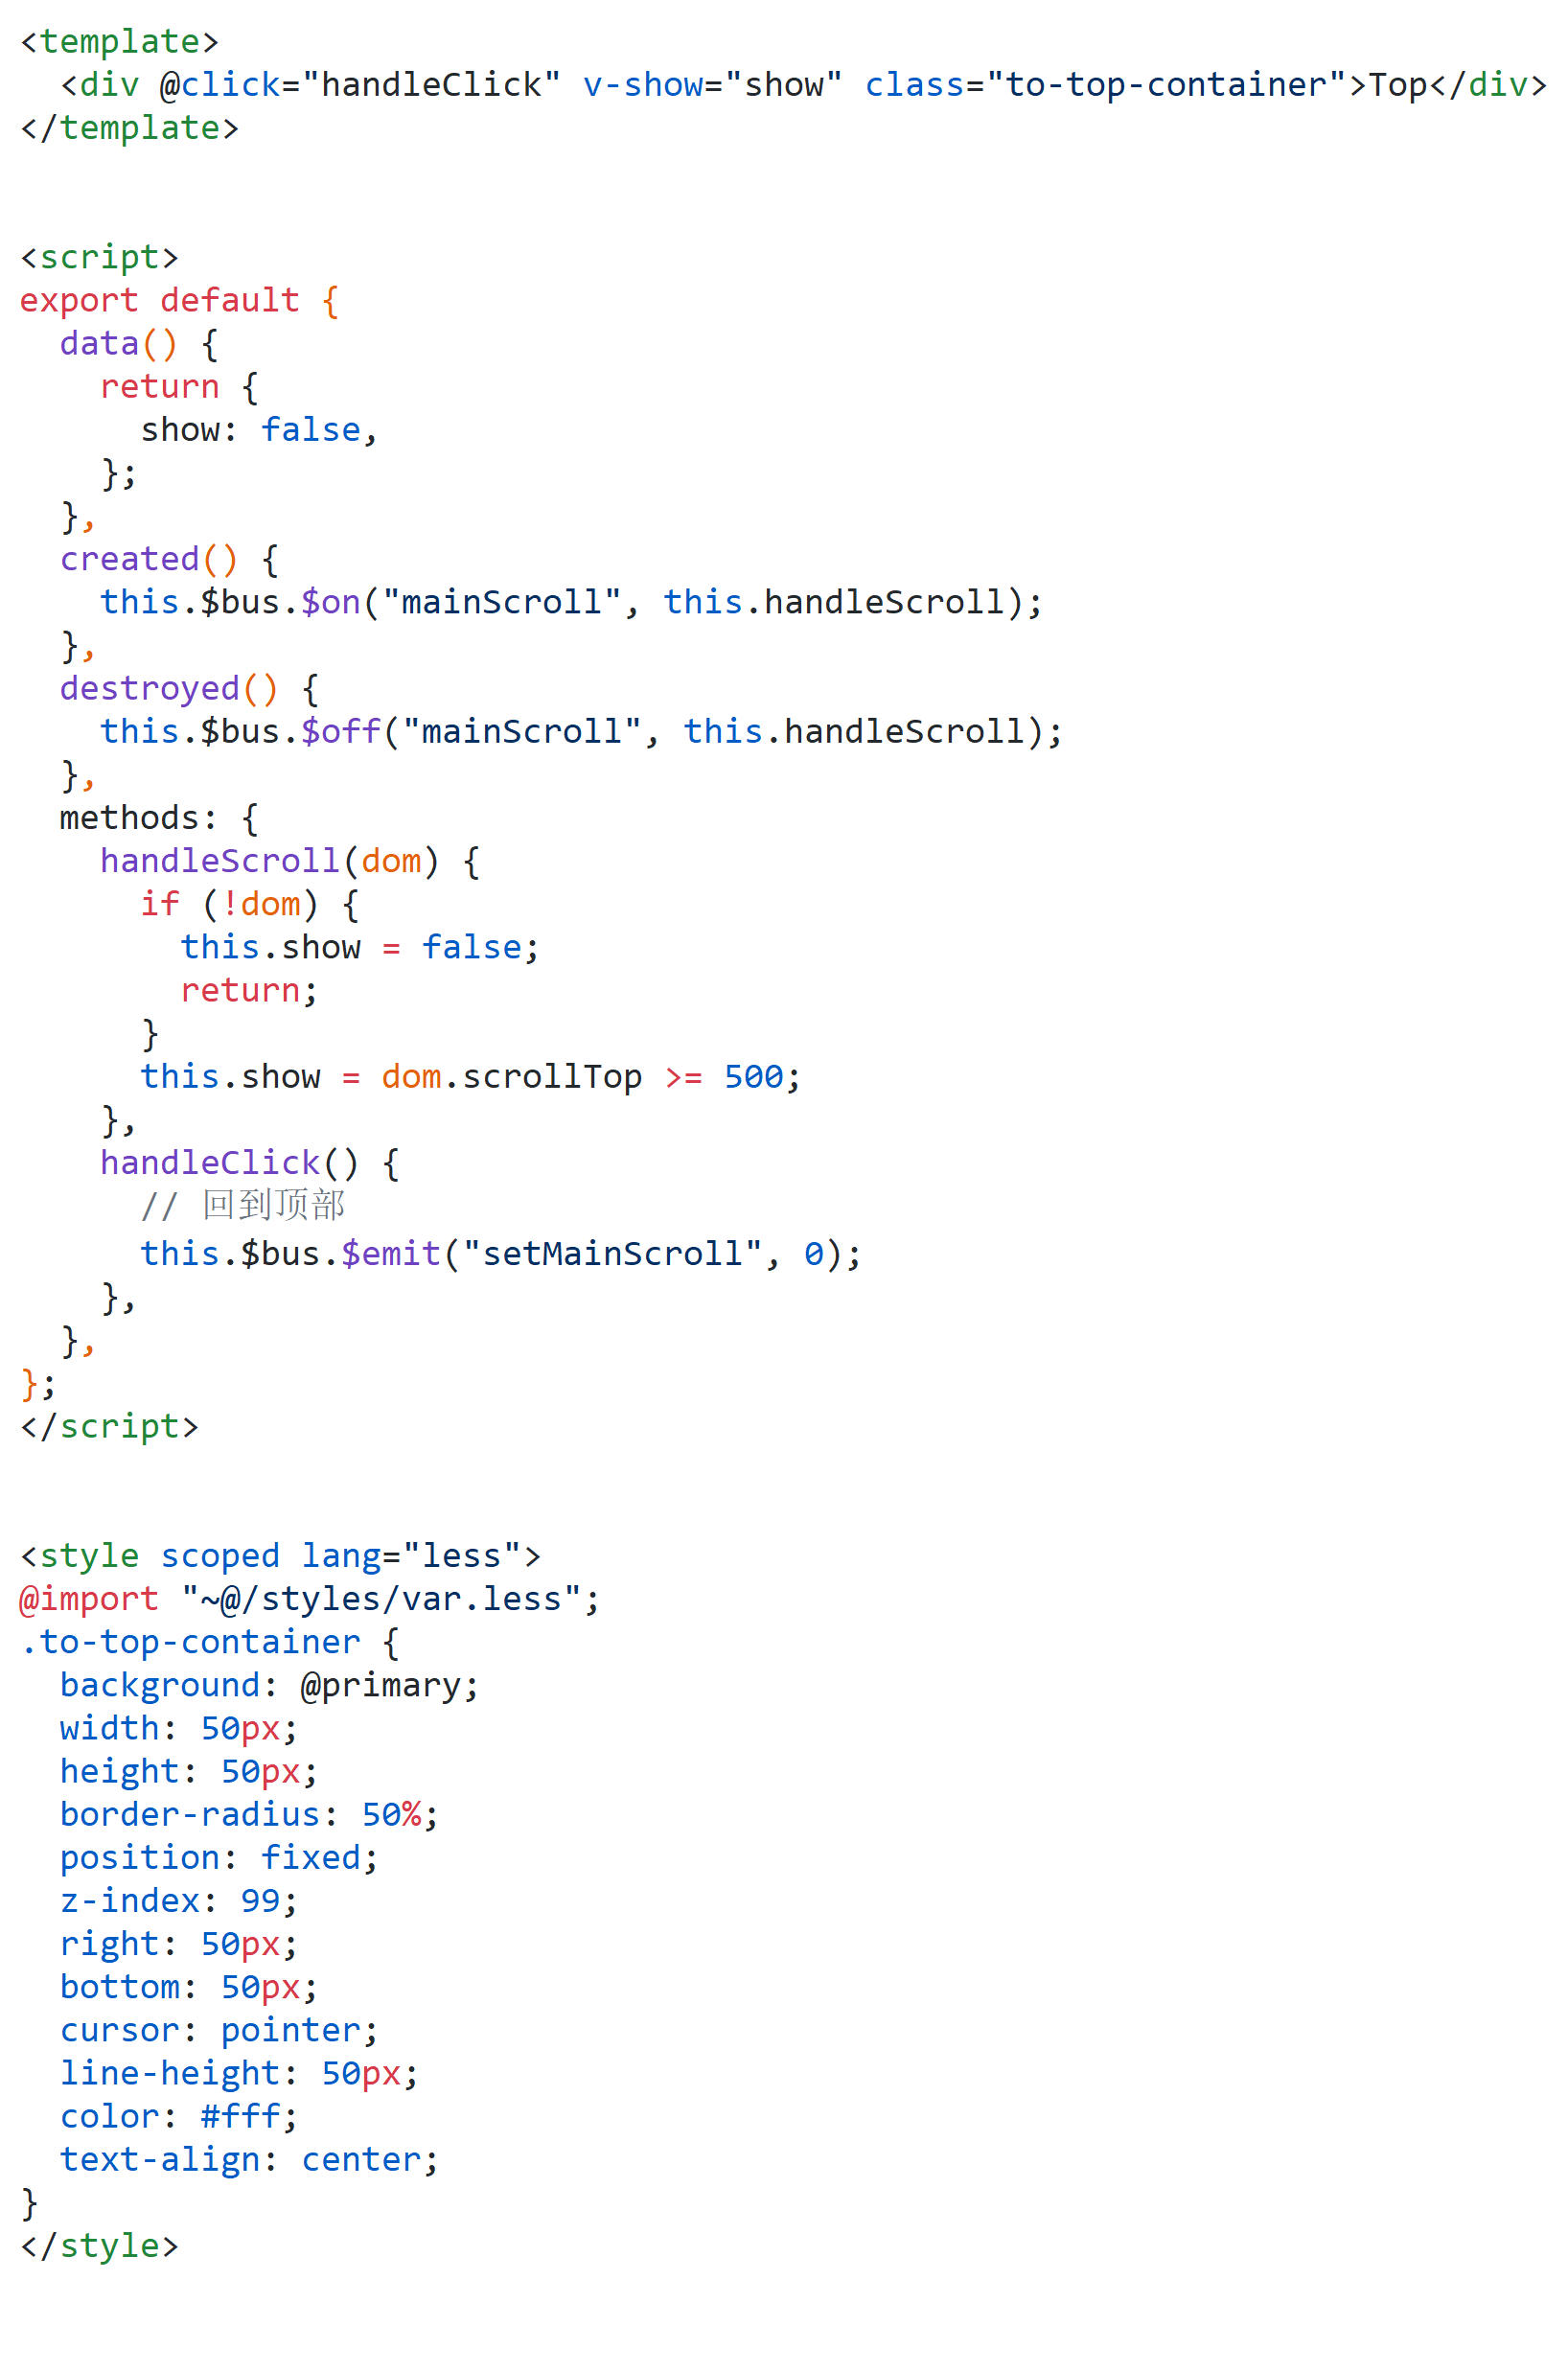 <template>
  <div @click="handleClick" v-show="show" class="to-top-container">Top</div>
</template>
<script>
export default {
  data() {
    return {
      show: false,
    };
  },
  created() {
    this.$bus.$on("mainScroll", this.handleScroll);
  },
  destroyed() {
    this.$bus.$off("mainScroll", this.handleScroll);
  },
  methods: {
    handleScroll(dom) {
      if (!dom) {
        this.show = false;
        return;
      }
      this.show = dom.scrollTop >= 500;
    },
    handleClick() {
      // 回到顶部
      this.$bus.$emit("setMainScroll", 0);
    },
  },
};
</script>
<style scoped lang="less">
@import "~@/styles/var.less";
.to-top-container {
  background: @primary;
  width: 50px;
  height: 50px;
  border-radius: 50%;
  position: fixed;
  z-index: 99;
  right: 50px;
  bottom: 50px;
  cursor: pointer;
  line-height: 50px;
  color: #fff;
  text-align: center;
}
</style>